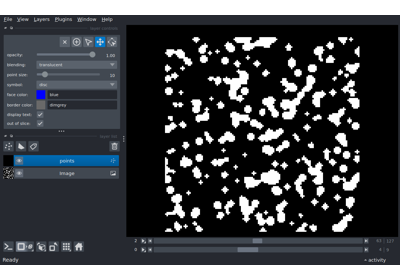 File View Layers Plugins Window Help
opacity: 1.00
blending: translucent
point size: 10
symbol: disc
face color: blue
border color: dimgrey
display text:
out of slice:
points
Image
2
0
Ready
activity